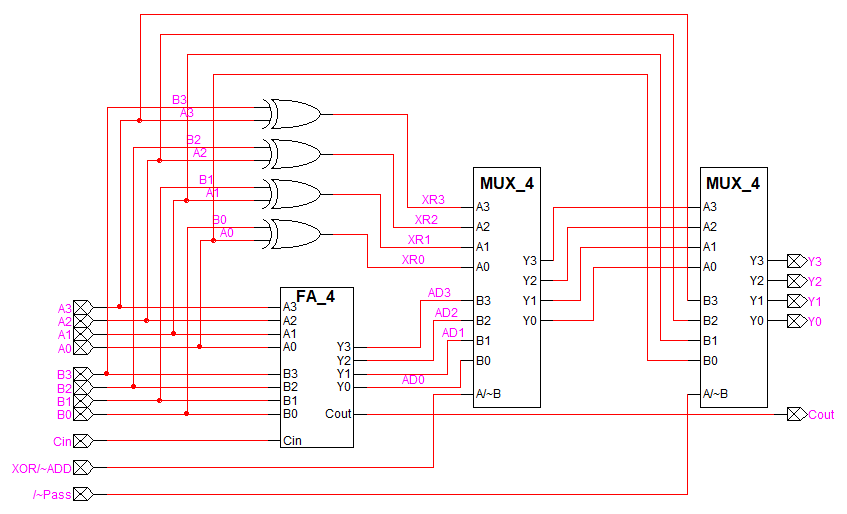 B3
A3
B2
A2
B1
A1
B0
A0
XR3
XR2
XR1
XR0
MUX_4
A3
A2
A1
A0
Y3
Y2
Y1
Y0
B3
B2
B1
B0
A/~B
MUX_4
A3
A2
A1
A0
Y3
Y2
Y1
Y0
B3
B2
B1
B0
A/~B
Y3
Y2
Y1
Y0
FA_4
A3
A2
A1
A0
Y3
Y2
Y1
Y0
B3
B2
B1
B0
Cout
Cin
AD3
AD2
AD1
AD0
A3
A2
A1
A0
B3
B2
B1
B0
Cin
XOR/~ADD
/~Pass
Cout